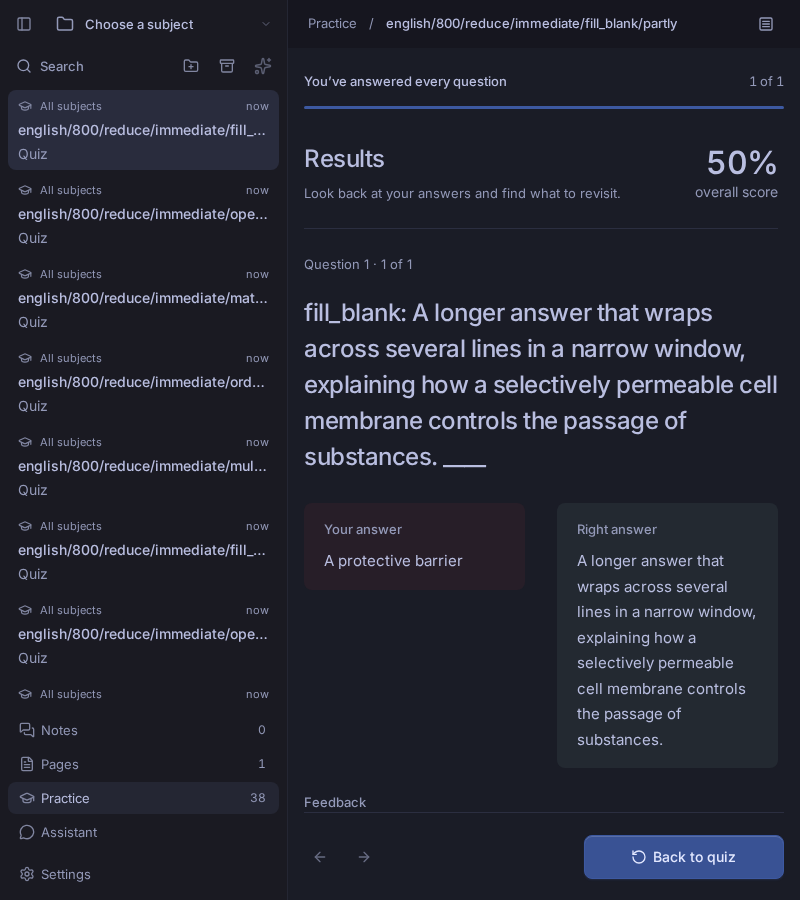 Choose a subject
Search
All subjects now
english/800/reduce/immediate/fill_...
Quiz
All subjects now
english/800/reduce/immediate/ope...
Quiz
All subjects now
english/800/reduce/immediate/mat...
Quiz
All subjects now
english/800/reduce/immediate/ord...
Quiz
All subjects now
english/800/reduce/immediate/mul...
Quiz
All subjects now
english/800/reduce/immediate/fill_...
Quiz
All subjects now
english/800/reduce/immediate/ope...
Quiz
All subjects now
Notes 0
Pages 1
Practice 38
Assistant
Settings
Practice / english/800/reduce/immediate/fill_blank/partly
You've answered every question 1 of 1
Results 50%
Look back at your answers and find what to revisit. overall score
Question 1 · 1 of 1
fill_blank: A longer answer that wraps
across several lines in a narrow window,
explaining how a selectively permeable cell
membrane controls the passage of
substances. ____
Your answer
A protective barrier
Right answer
A longer answer that
wraps across several
lines in a narrow window,
explaining how a
selectively permeable
cell membrane controls
the passage of
substances.
Feedback
Back to quiz